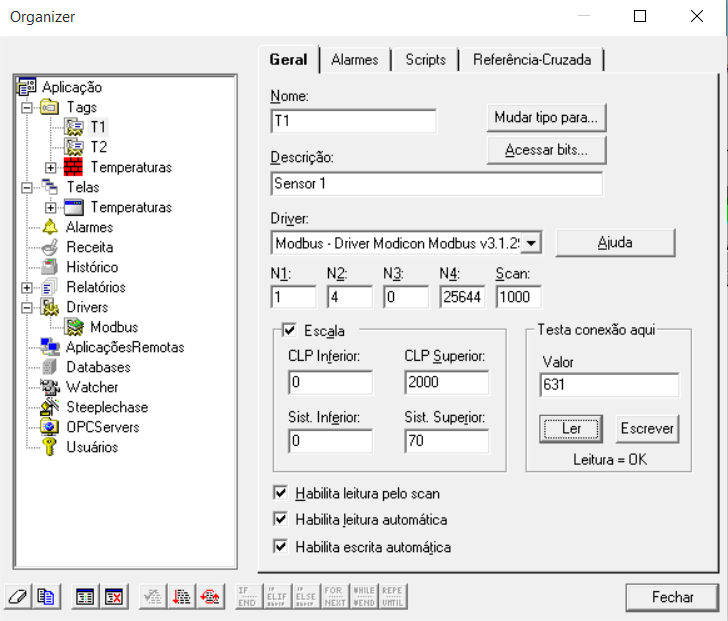 Organizer
Aplicação
Tags
T1
T2
Temperaturas
Telas
Temperaturas
Alarmes
Receita
Histórico
Relatórios
Drivers
Modbus
AplicaçõesRemotas
Databases
Watcher
Steeplechase
OPCServers
Usuários
Geral Alarmes Scripts Referência-Cruzada
Nome:
T1
Mudar tipo para...
Acessar bits...
Descrição:
Sensor 1
Driver:
Modbus - Driver Modicon Modbus v3.1.2
Ajuda
N1: N2: N3: N4: Scan:
1 4 0 25644 1000
Escala
CLP Inferior: CLP Superior:
0 2000
Sist. Inferior: Sist. Superior:
0 70
Testa conexão aqui
Valor
631
Ler Escrever
Leitura = OK
Habilita leitura pelo scan
Habilita leitura automática
Habilita escrita automática
IF END
IF ELIF
IF ELSE
FOR NEXT
WHILE WEND
REPE UNTIL
Fechar